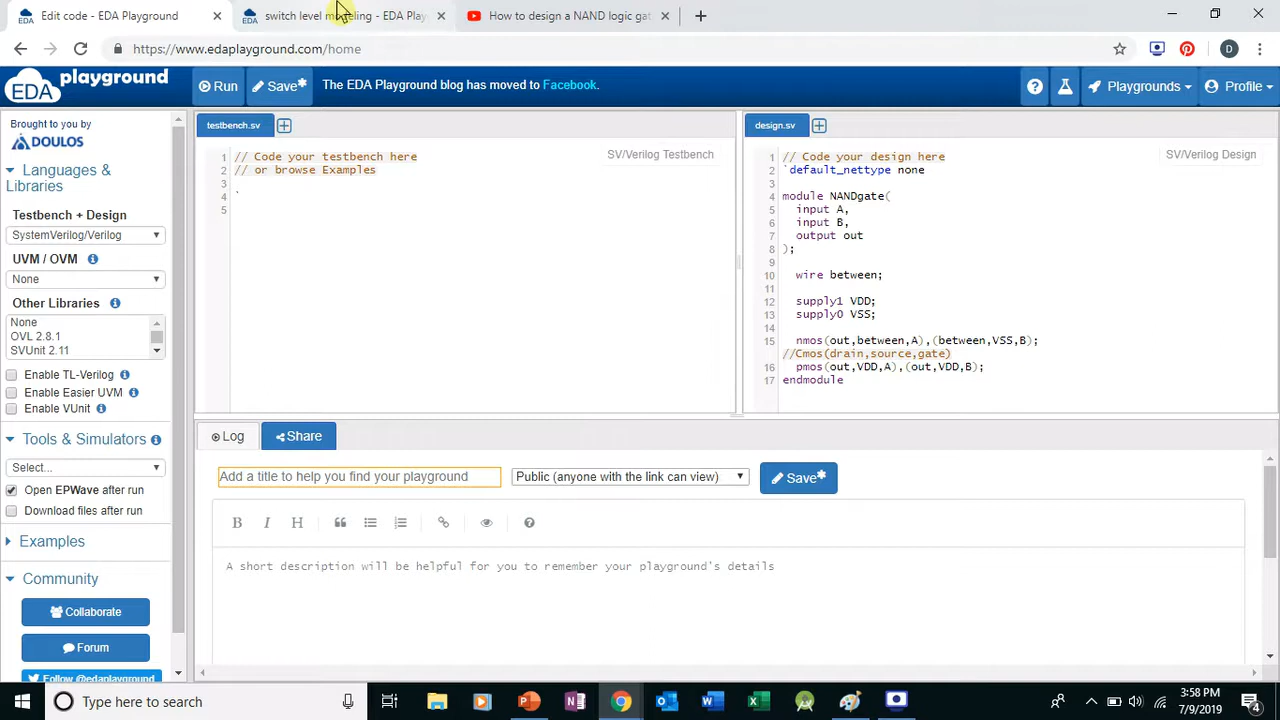 Edit code - EDA Playground
switch level modeling - EDA Play
How to design a NAND logic gat
https://www.edaplayground.com/home
EDA playground
Run
Save*
The EDA Playground blog has moved to Facebook.
Playgrounds
Profile
Brought to you by
DOULOS
Languages & Libraries
Testbench + Design
SystemVerilog/Verilog
UVM / OVM
None
Other Libraries
None
OVL 2.8.1
SVUnit 2.11
Enable TL-Verilog
Enable Easier UVM
Enable VUnit
Tools & Simulators
Select...
Open EPWave after run
Download files after run
Examples
Community
Collaborate
Forum
Follow @edaplayground
testbench.sv
SV/Verilog Testbench
1 // Code your testbench here
2 // or browse Examples
3
4 `
5
design.sv
SV/Verilog Design
1 // Code your design here
2 `default_nettype none
3
4 module NANDgate(
5 input A,
6 input B,
7 output out
8 );
9
10 wire between;
11
12 supply1 VDD;
13 supply0 VSS;
14
15 nmos(out,between,A),(between,VSS,B);
//Cmos(drain,source,gate)
16 pmos(out,VDD,A),(out,VDD,B);
17 endmodule
Log
Share
Add a title to help you find your playground
Public (anyone with the link can view)
Save*
B I H
A short description will be helpful for you to remember your playground's details
Type here to search
3:58 PM
7/9/2019
4